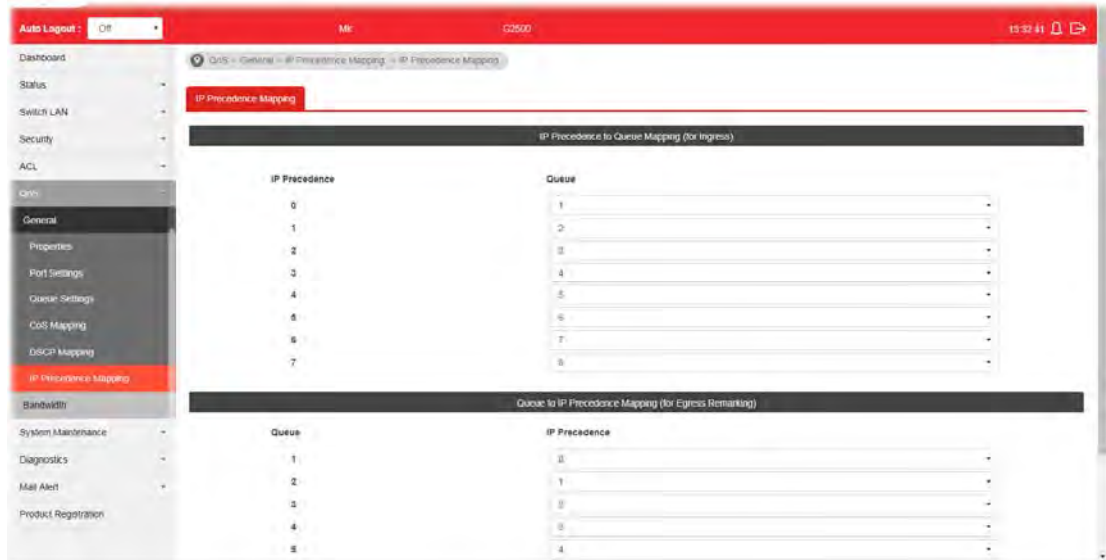 Auto Logout : Off G2500 13:32:41
Dashboard
QoS > General > IP Precedence Mapping > IP Precedence Mapping
Status
Switch LAN
IP Precedence Mapping
Security
IP Precedence to Queue Mapping (for Ingress)
ACL
IP Precedence Queue
QoS
0 1
General
1 2
Properties
2 3
Port Settings
3 4
Queue Settings
4 5
CoS Mapping
5 6
DSCP Mapping
6 7
7 8
IP Precedence Mapping
Bandwidth
Queue to IP Precedence Mapping (for Egress Remarking)
System Maintenance
Queue IP Precedence
Diagnostics
1 0
Mail Alert
2 1
Product Registration
3 2
4 3
5 4